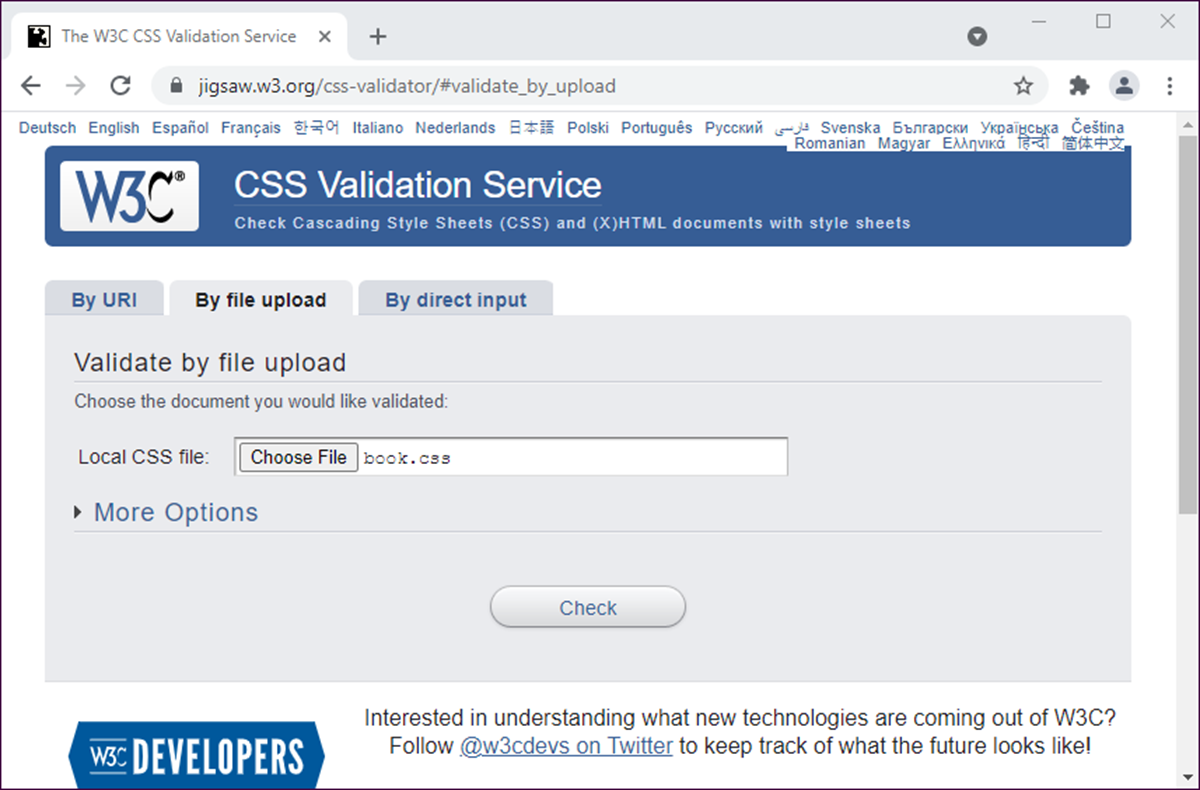 The W3C CSS Validation Service
jigsaw.w3.org/css-validator/#validate_by_upload
Deutsch English Español Français 한국어 Italiano Nederlands 日本語 Polski Português Русский فارسی Svenska Български Українська Čeština
Romanian Magyar Ελληνικά हिन्दी 简体中文
W3C® CSS Validation Service
Check Cascading Style Sheets (CSS) and (X)HTML documents with style sheets
By URI By file upload By direct input
Validate by file upload
Choose the document you would like validated:
Local CSS file: Choose File book.css
More Options
Check
Interested in understanding what new technologies are coming out of W3C?
Follow @w3cdevs on Twitter to keep track of what the future looks like!
W3C DEVELOPERS